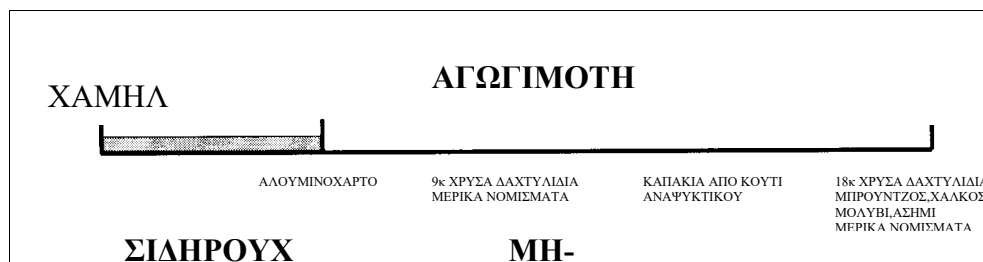 ΑΓΩΓΙΜΟΤΗ
ΧΑΜΗΛ
ΑΛΟΥΜΙΝΟΧΑΡΤΟ
9κ ΧΡΥΣΑ ΔΑΧΤΥΛΙΔΙΑ
ΜΕΡΙΚΑ ΝΟΜΙΣΜΑΤΑ
ΚΑΠΑΚΙΑ ΑΠΟ ΚΟΥΤΙ
ΑΝΑΨΥΚΤΙΚΟΥ
18κ ΧΡΥΣΑ ΔΑΧΤΥΛΙΔΙΑ
ΜΠΡΟΥΝΤΖΟΣ,ΧΑΛΚΟΣ
ΜΟΛΥΒΙ,ΑΣΗΜΙ
ΜΕΡΙΚΑ ΝΟΜΙΣΜΑΤΑ
ΣΙΔΗΡΟΥΧ
ΜΗ-